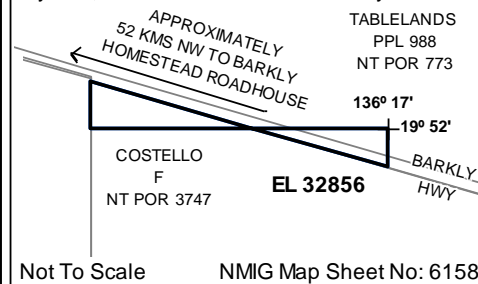 APPROXIMATELY
52 KMS NW TO BARKLY
HOMESTEAD ROADHOUSE
TABLELANDS
PPL 988
NT POR 773
136º 17'
19º 52'
COSTELLO
F
NT POR 3747
EL 32856
BARKLY
HWY
Not To Scale
NMIG Map Sheet No: 6158